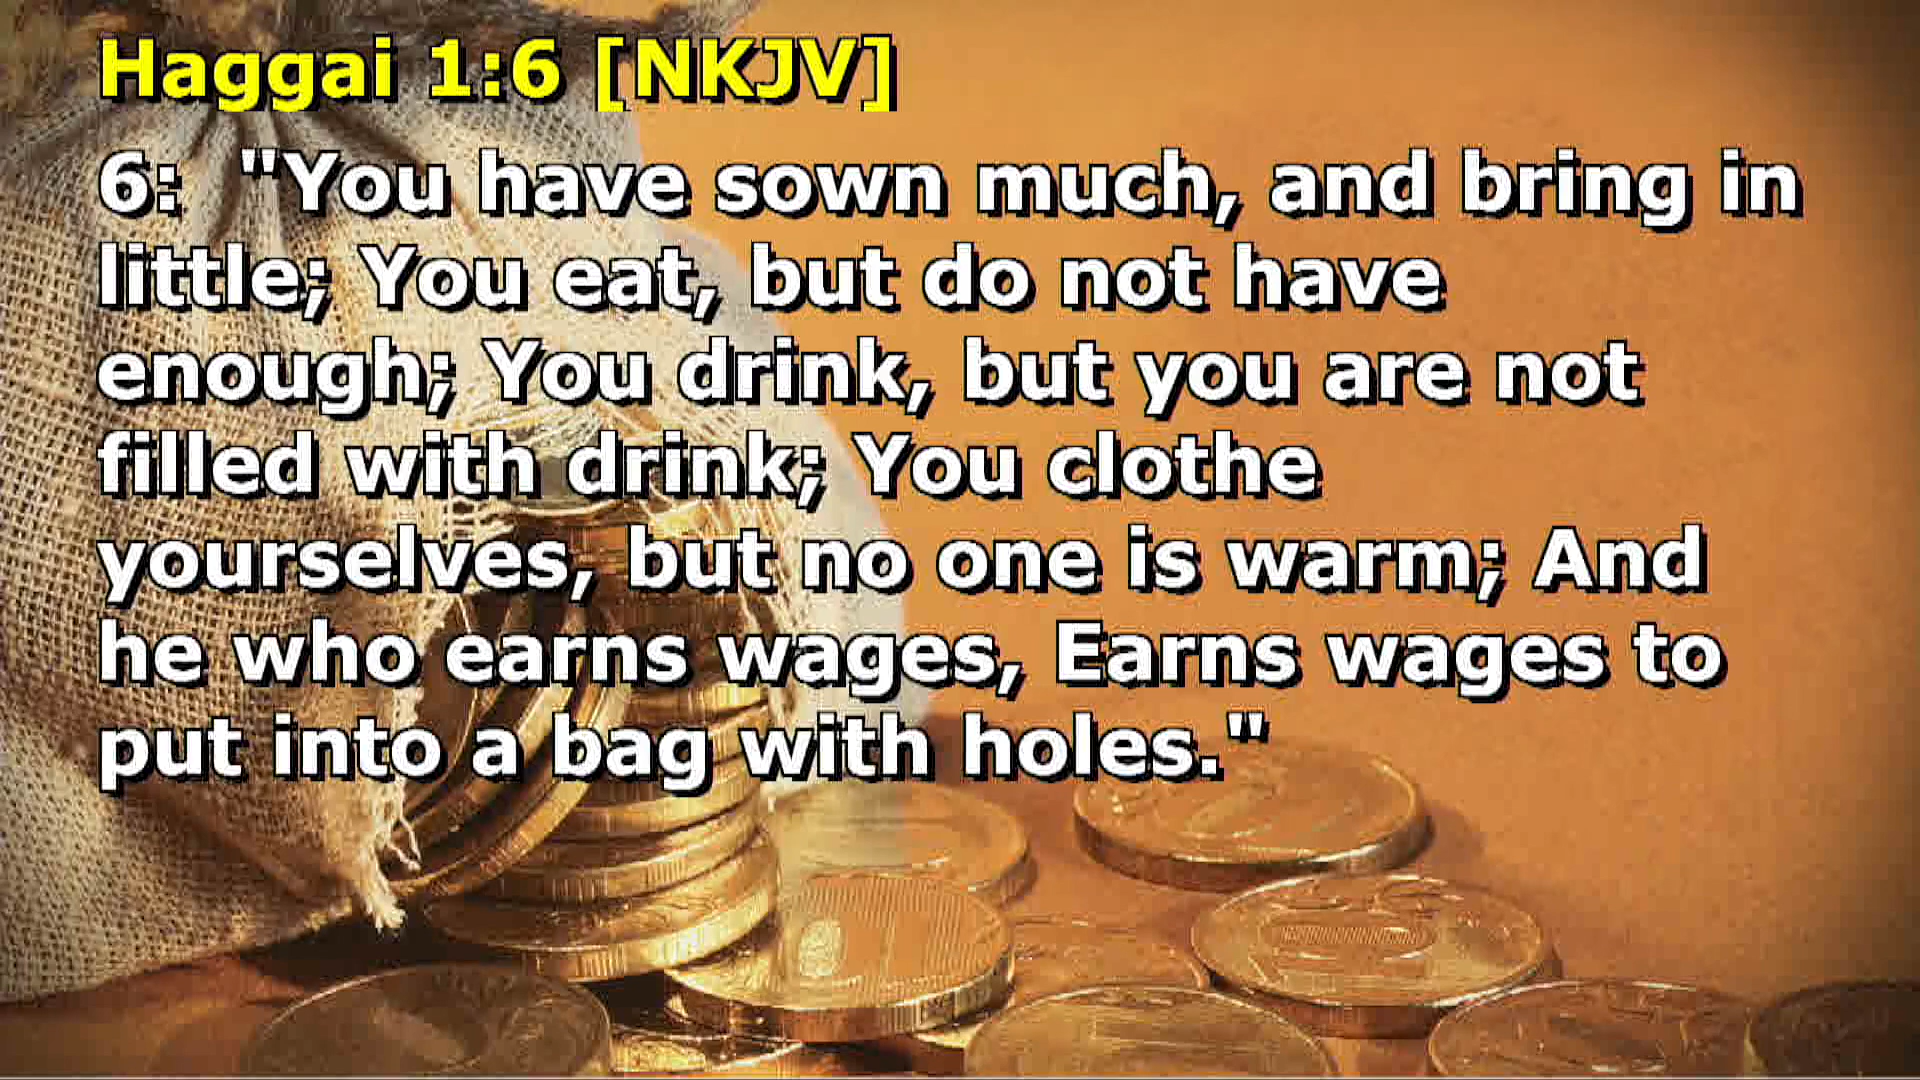 Haggai 1:6 [NKJV]
6: "You have sown much, and bring in
little; You eat, but do not have
enough; You drink, but you are not
filled with drink; You clothe
yourselves, but no one is warm; And
he who earns wages, Earns wages to
put into a bag with holes."